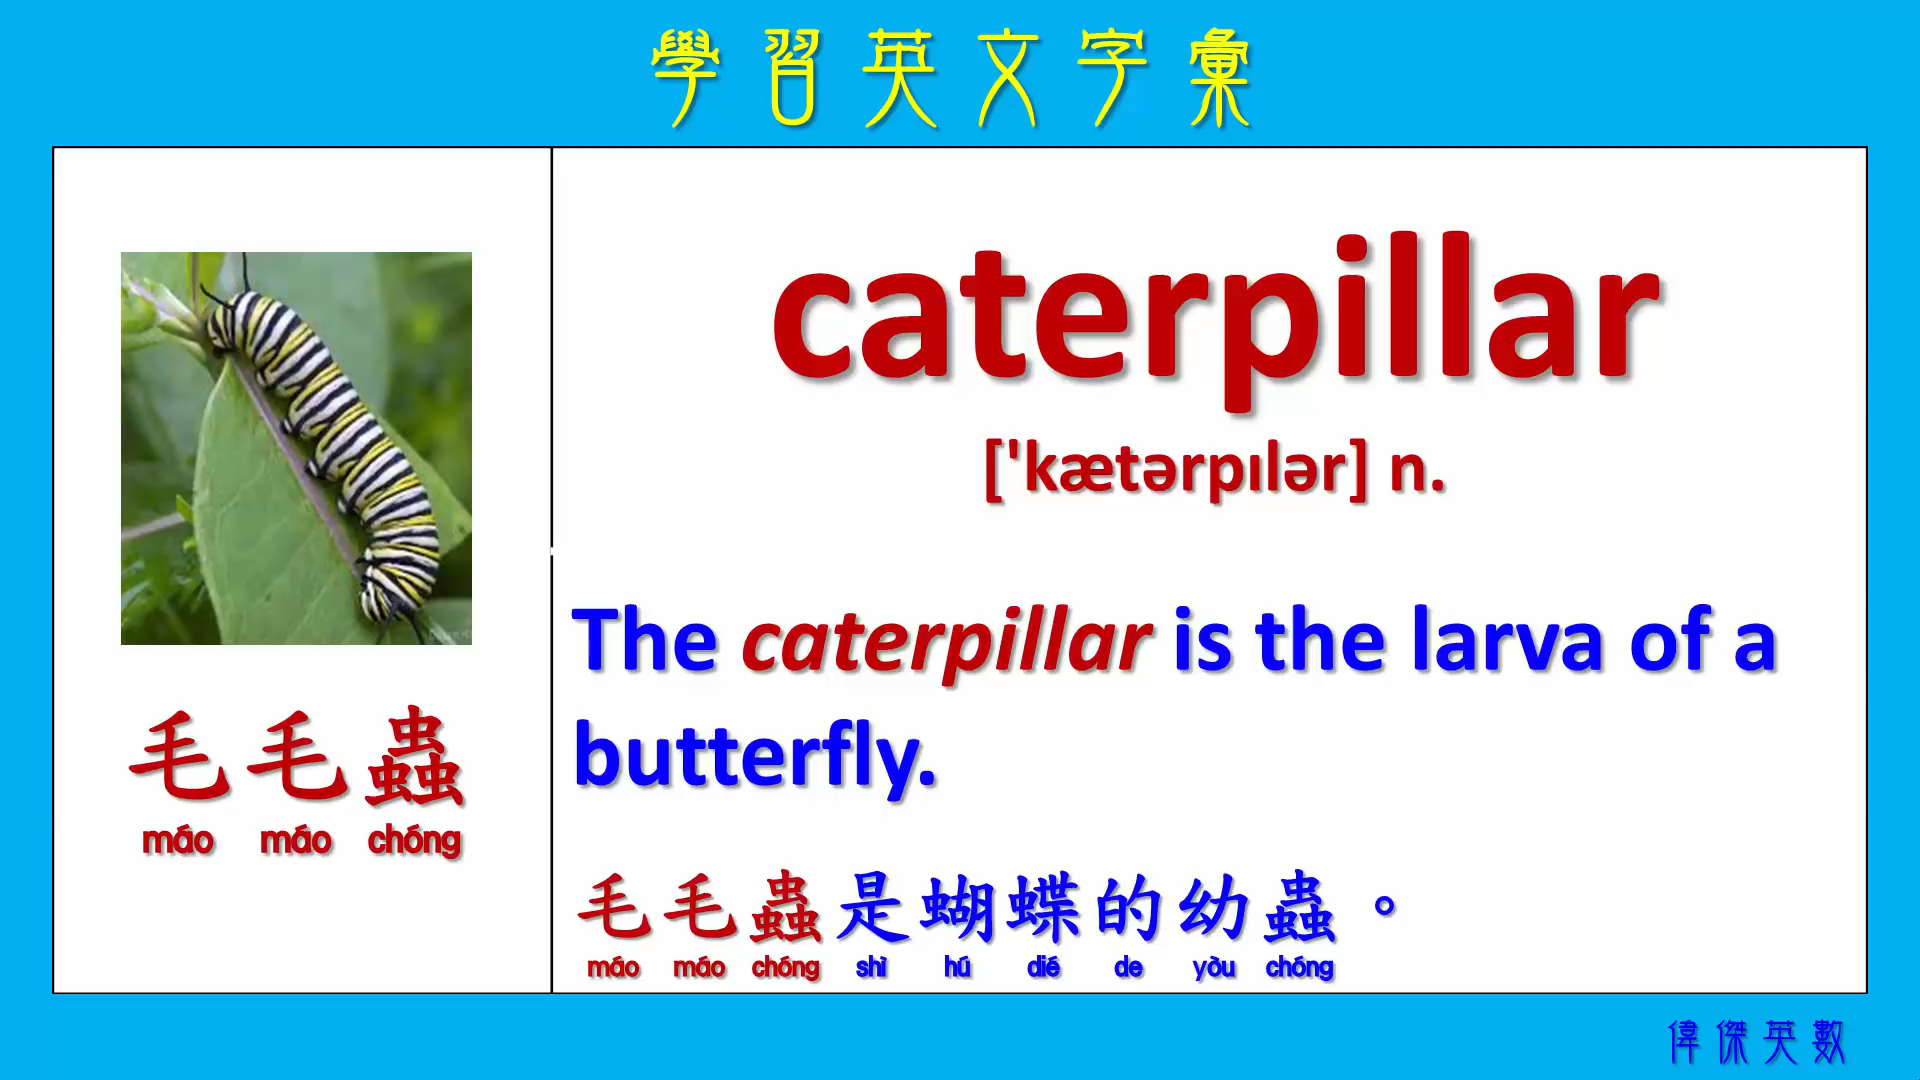 學習英文字彙
毛毛蟲
máo máo chóng
caterpillar
['kætərpılər] n.
The caterpillar is the larva of a
butterfly.
毛毛蟲是蝴蝶的幼蟲。
máo máo chóng shì hú dié de yòu chóng
偉傑英數